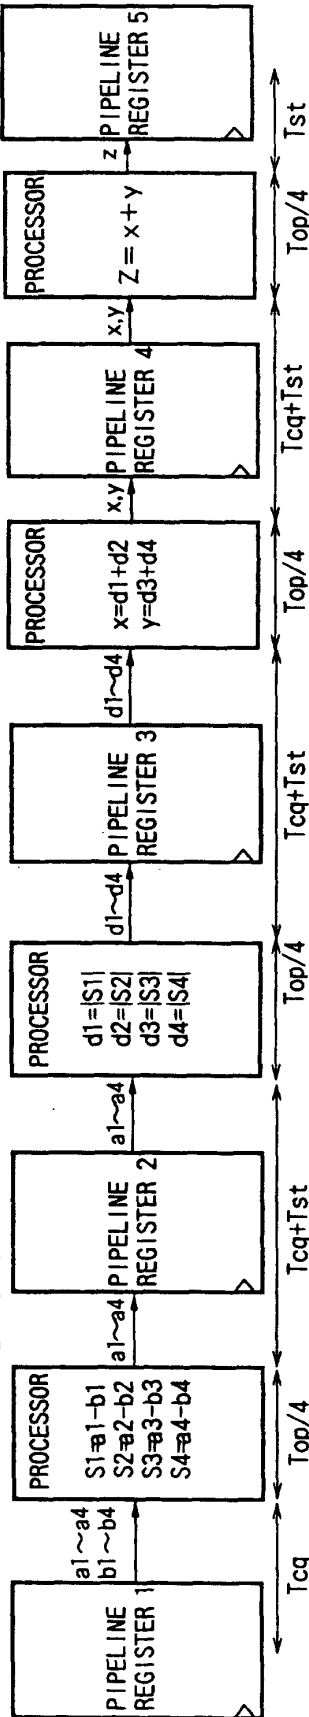 PIPELINE
REGISTER 1
a1~a4
b1~b4
PROCESSOR
S1=a1-b1
S2=a2-b2
S3=a3-b3
S4=a4-b4
a1~a4
PIPELINE
REGISTER 2
a1~a4
PROCESSOR
d1=|S1|
d2=|S2|
d3=|S3|
d4=|S4|
d1~d4
PIPELINE
REGISTER 3
d1~d4
PROCESSOR
x=d1+d2
y=d3+d4
x,y
PIPELINE
REGISTER 4
x,y
PROCESSOR
Z=x+y
z
PIPELINE
REGISTER 5
Tcq
Top/4
Tcq+Tst
Top/4
Tcq+Tst
Top/4
Tcq+Tst
Top/4
Tst